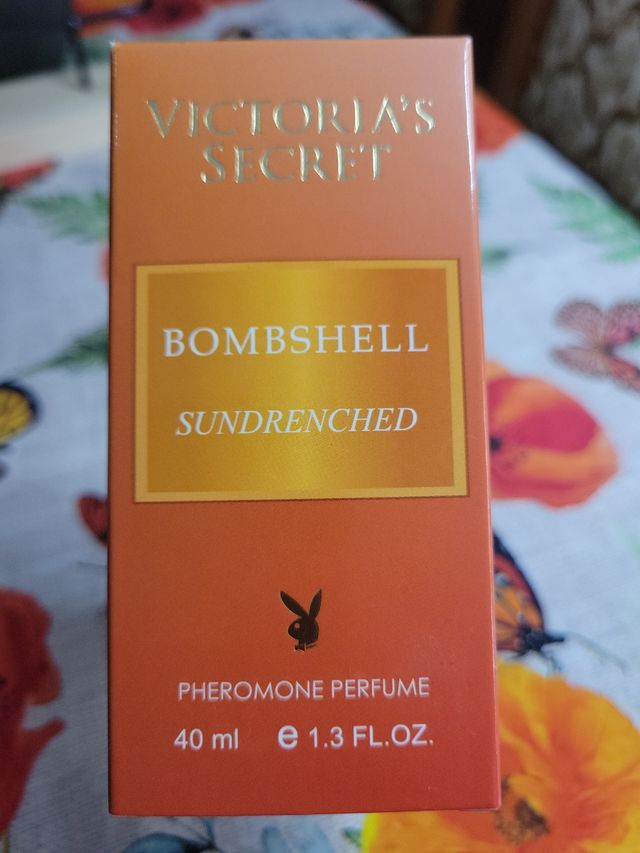 VICTORIA'S
SECRET
BOMBSHELL
SUNDRENCHED
PHEROMONE PERFUME
40 ml e 1.3 FL.OZ.